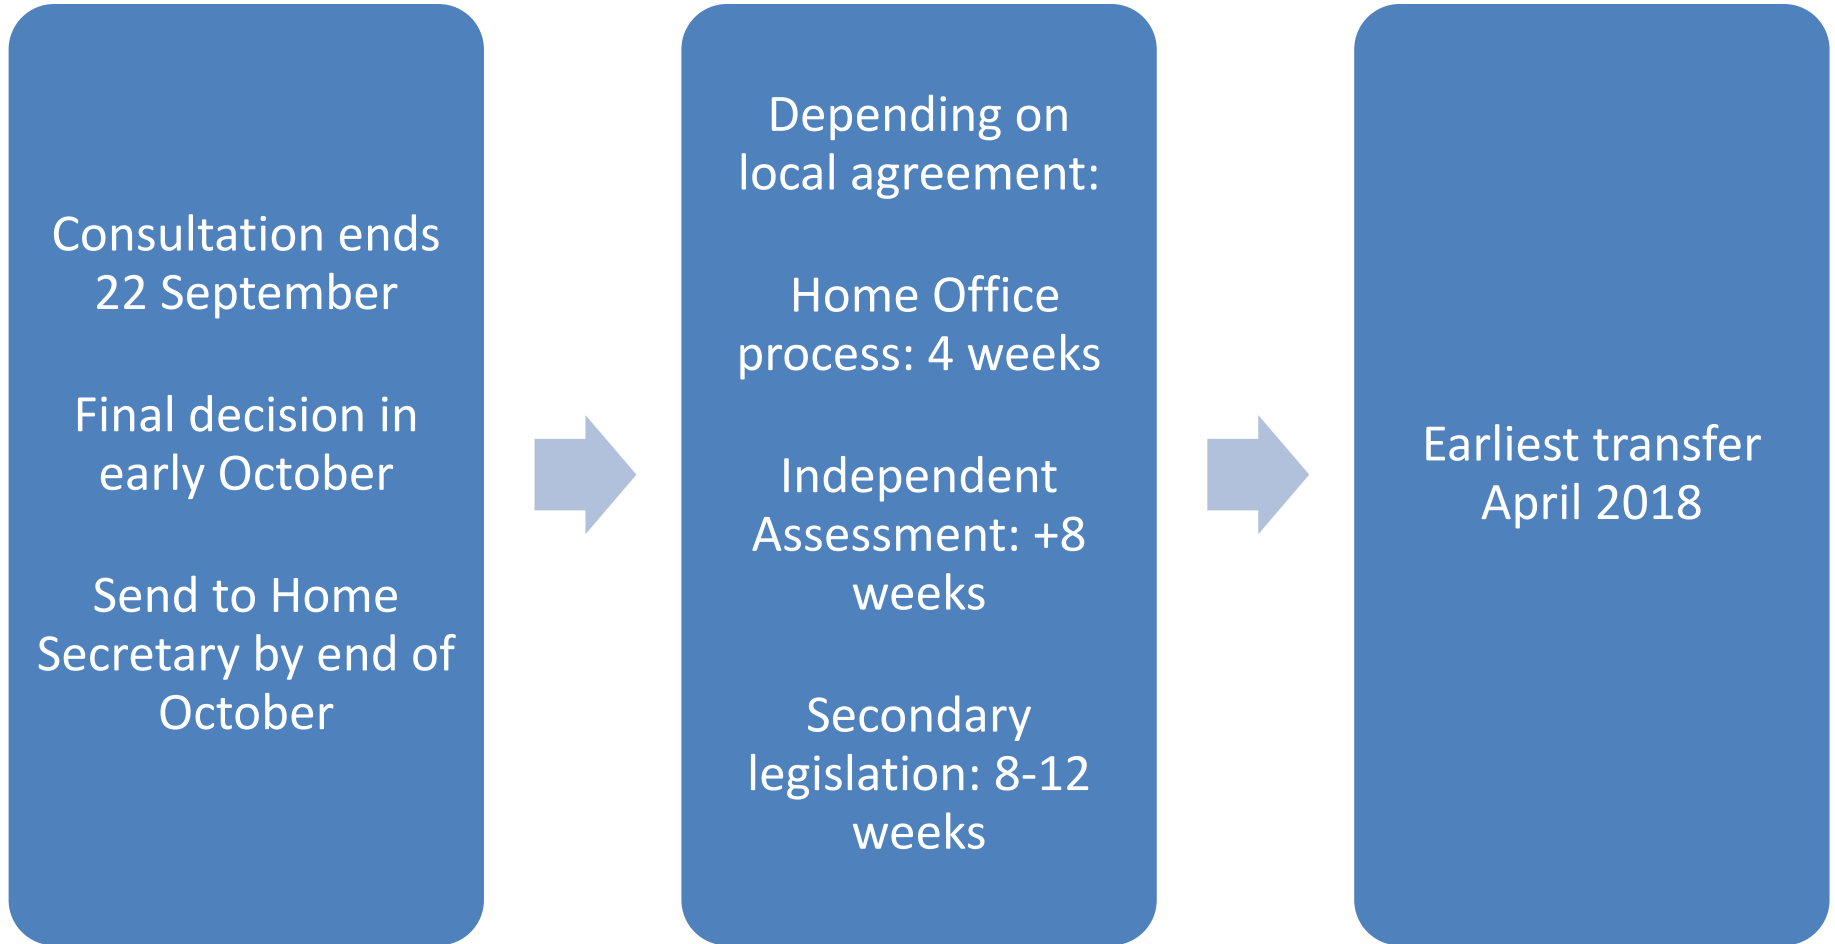 Consultation ends
22 September
Final decision in
early October
Send to Home
Secretary by end of
October
Depending on
local agreement:
Home Office
process: 4 weeks
Independent
Assessment: +8
weeks
Secondary
legislation: 8-12
weeks
Earliest transfer
April 2018